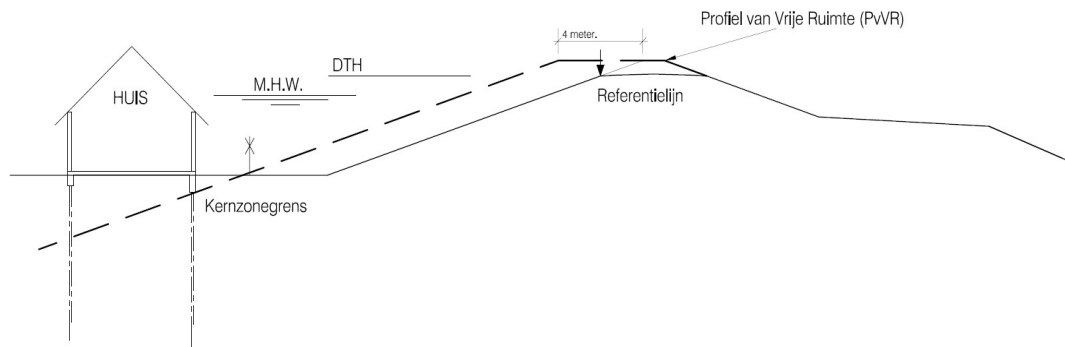 Profiel van Vrije Ruimte (PvVR)
4 meter.
DTH
M.H.W.
HUIS
Referentielijn
Kernzonegrens